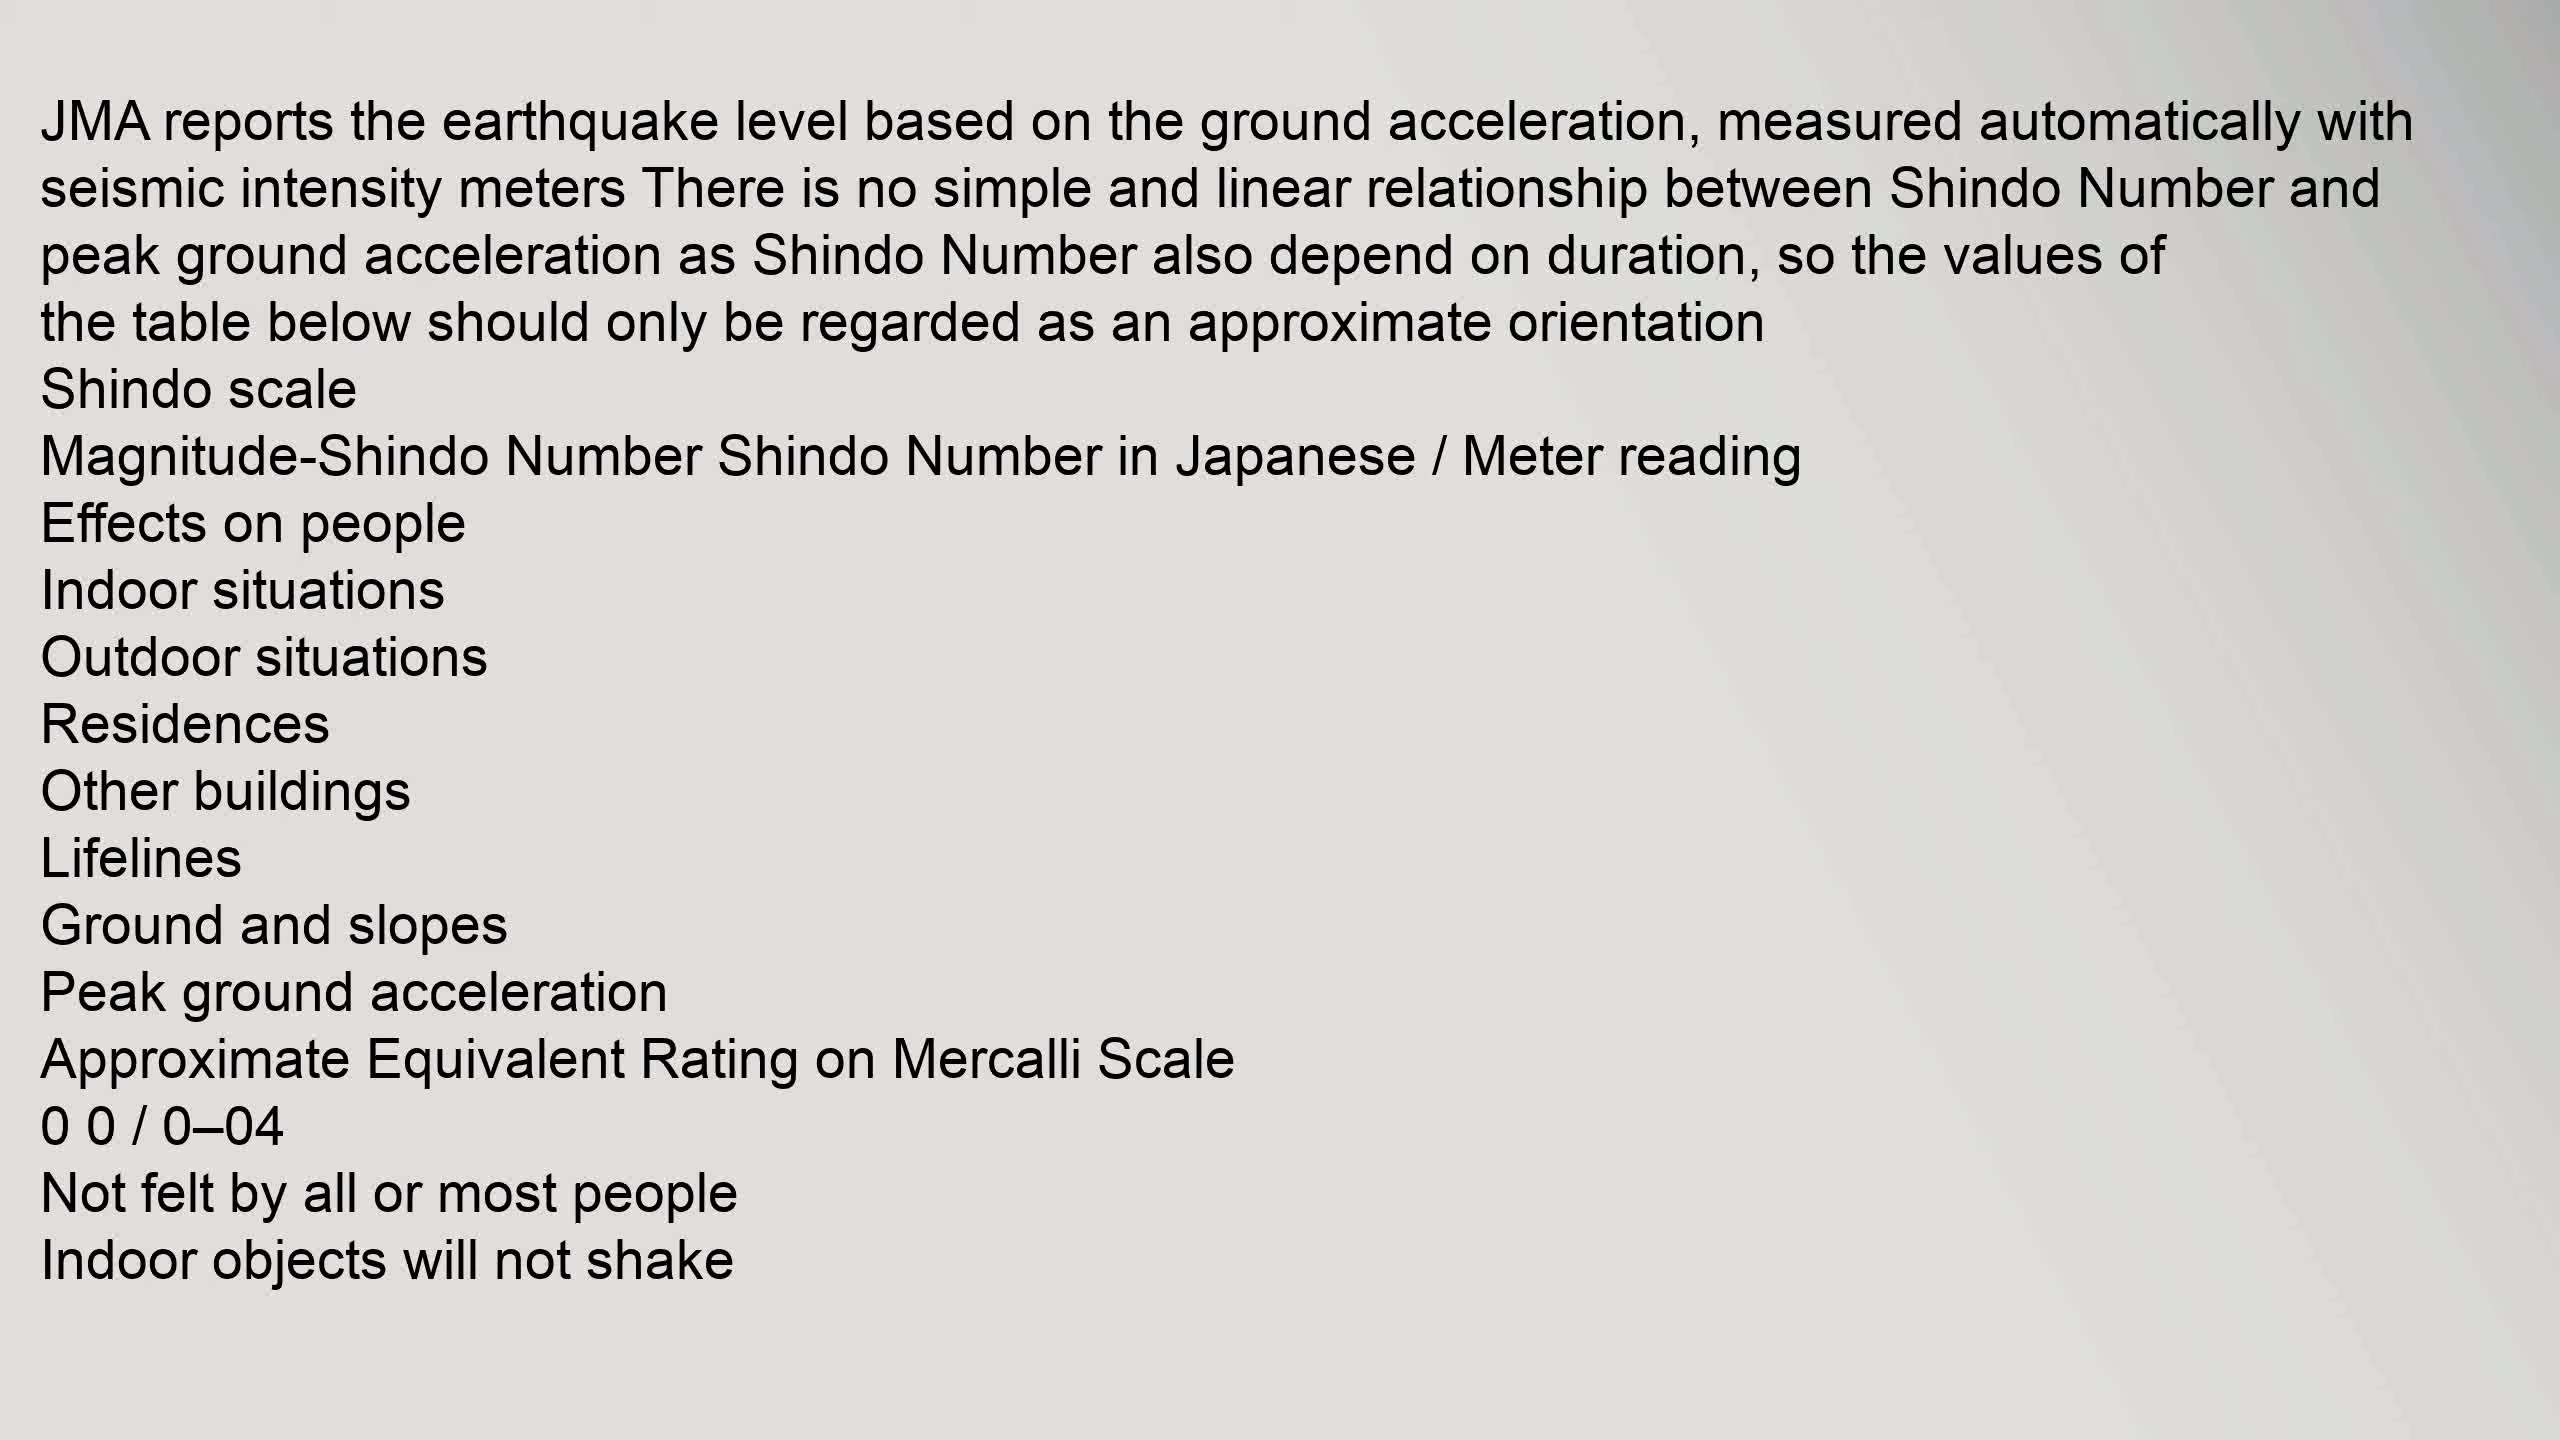 JMA reports the earthquake level based on the ground acceleration, measured automatically with
seismic intensity meters There is no simple and linear relationship between Shindo Number and
peak ground acceleration as Shindo Number also depend on duration, so the values of
the table below should only be regarded as an approximate orientation
Shindo scale
Magnitude-Shindo Number Shindo Number in Japanese / Meter reading
Effects on people
Indoor situations
Outdoor situations
Residences
Other buildings
Lifelines
Ground and slopes
Peak ground acceleration
Approximate Equivalent Rating on Mercalli Scale
0 0 / 0–04
Not felt by all or most people
Indoor objects will not shake